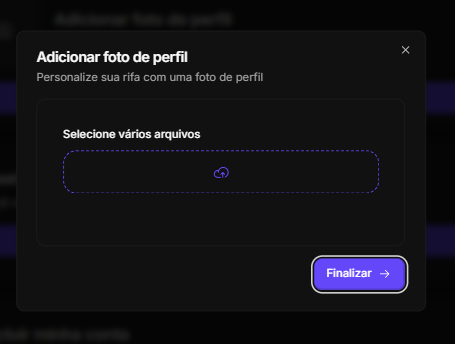 Adicionar foto de perfil
Adicionar foto de perfil
Personalize sua rifa com uma foto de perfil
Selecione vários arquivos
Finalizar